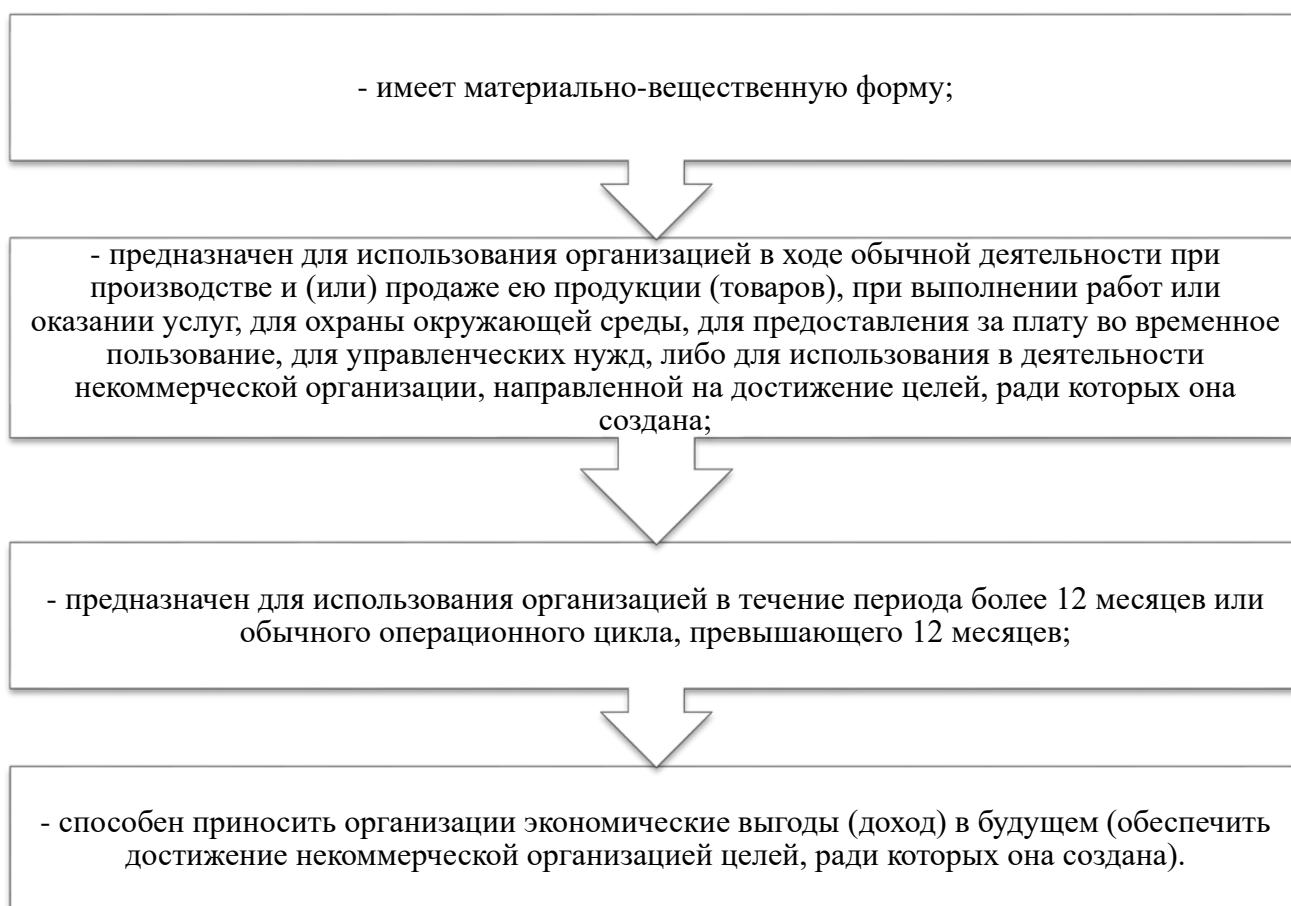 - имеет материально-вещественную форму;
- предназначен для использования организацией в ходе обычной деятельности при
производстве и (или) продаже ею продукции (товаров), при выполнении работ или
оказании услуг, для охраны окружающей среды, для предоставления за плату во временное
пользование, для управленческих нужд, либо для использования в деятельности
некоммерческой организации, направленной на достижение целей, ради которых она
создана;
- предназначен для использования организацией в течение периода более 12 месяцев или
обычного операционного цикла, превышающего 12 месяцев;
- способен приносить организации экономические выгоды (доход) в будущем (обеспечить
достижение некоммерческой организацией целей, ради которых она создана).